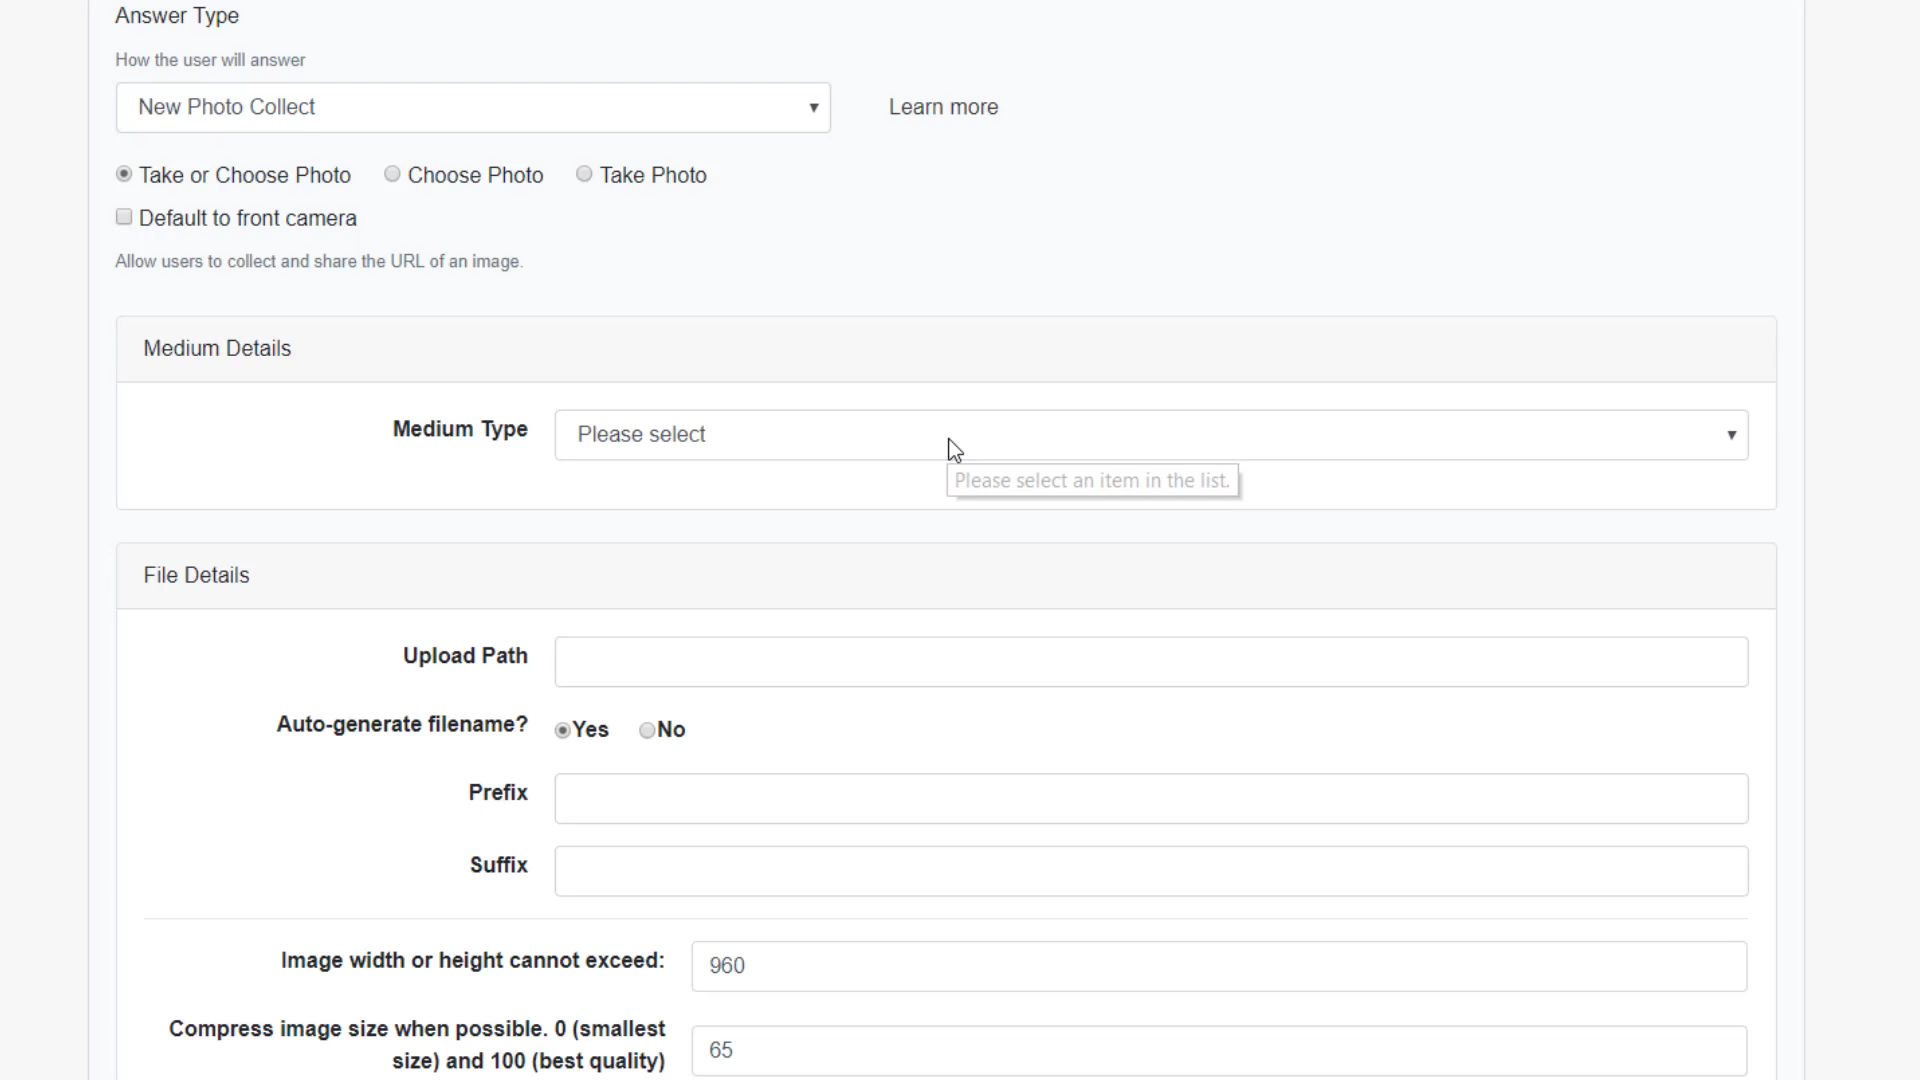 Answer Type
How the user will answer
New Photo Collect
Learn more
Take or Choose Photo
Choose Photo
Take Photo
Default to front camera
Allow users to collect and share the URL of an image.
Medium Details
Medium Type
Please select
Please select an item in the list.
File Details
Upload Path
Auto-generate filename?
Yes
No
Prefix
Suffix
Image width or height cannot exceed:
960
Compress image size when possible. 0 (smallest
size) and 100 (best quality)
65